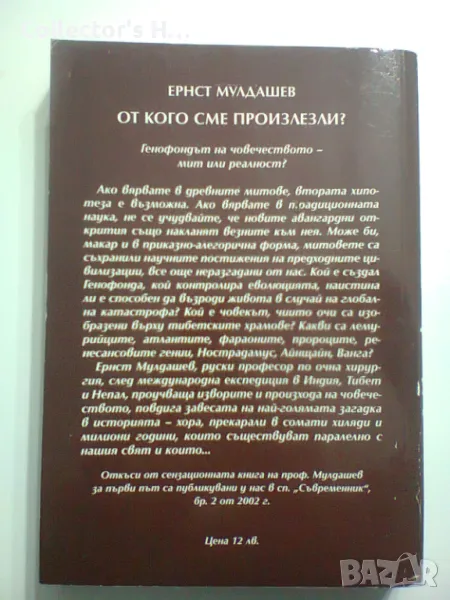 Collector's H...
ЕРНСТ МУЛДАШЕВ
ОТ КОГО СМЕ ПРОИЗЛЕЗЛИ?
Генофондът на човечеството –
мит или реалност?
Ако вярвате в древните митове, втората хипо-
теза е възможна. Ако вярвате в традиционната
наука, не се учудвайте, че новите авангардни от-
крития също накланят везните към нея. Може би,
макар и в приказно-алегорична форма, митовете са
съхранили научните постижения на предходните ци-
вилизации, все още неразгадани от нас. Кой е създал
Генофонда, кой контролира еволюцията, наистина
ли е способен да възроди живота в случай на глобал-
на катастрофа? Кой е човекът, чиито очи са из-
образени върху тибетските храмове? Какви са лему-
рийците, атлантите, фараоните, пророците, ре-
несансовите гении, Нострадамус, Айнщайн, Ванга?
Ернст Мулдашев, руски професор по очна хирур-
гия, след международна експедиция в Индия, Тибет
и Непал, проучваща изворите и произхода на чове-
чеството, повдига завесата на най-голямата загадка
в историята – хора, прекарали в сомати хиляди и
милиони години, които съществуват паралелно с
нашия свят и които...
Откъси от сензационната книга на проф. Мулдашев
за първи път са публикувани у нас в сп. „Съвременник",
бр. 2 от 2002 г.
Цена 12 лв.
BAZAR
bg